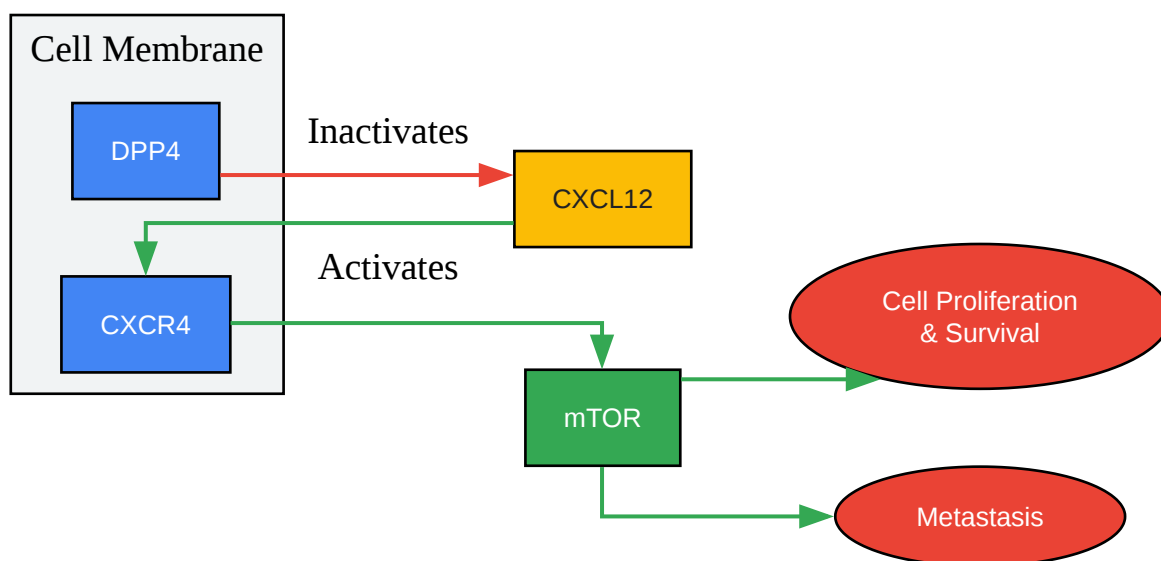 Cell Membrane
DPP4
Inactivates
CXCL12
Activates
CXCR4
Cell Proliferation
& Survival
mTOR
Metastasis